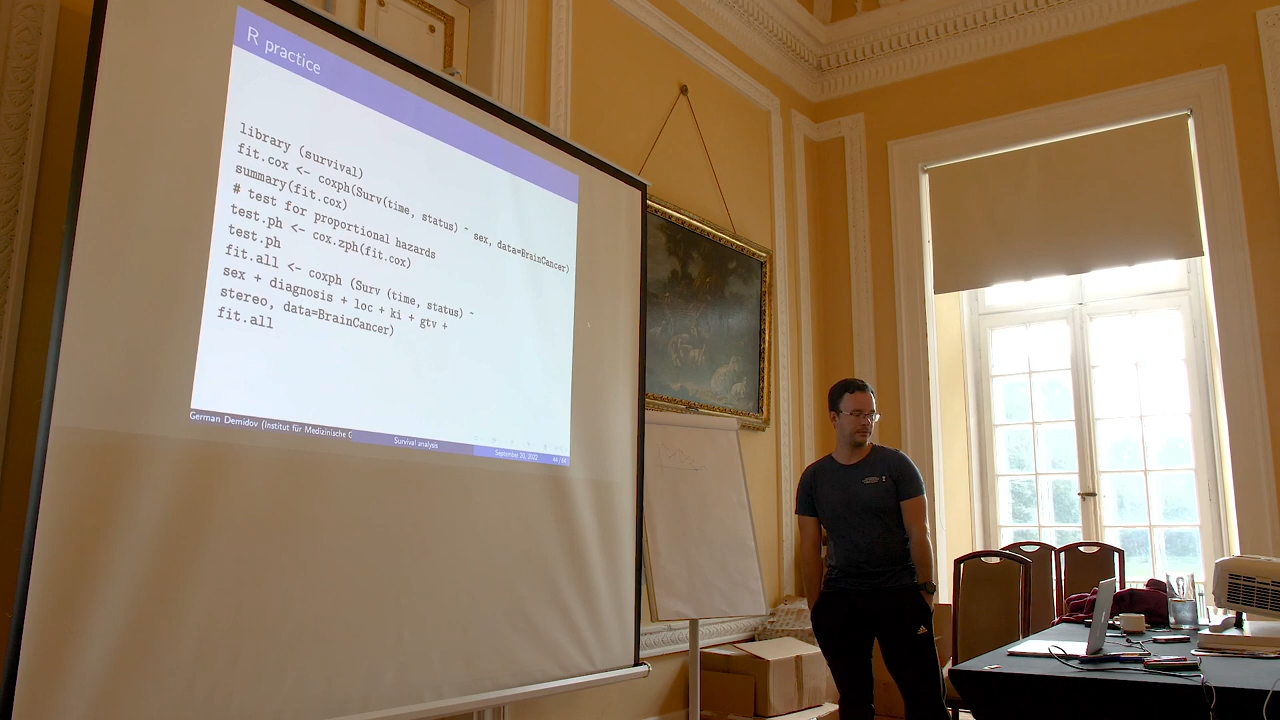 R practice
library (survival)
fit.cox <- coxph(Surv(time, status) ~ sex, data=BrainCancer)
summary(fit.cox)
# test for proportional hazards
test.ph <- cox.zph(fit.cox)
test.ph
fit.all <- coxph (Surv (time, status) ~
sex + diagnosis + loc + ki + gtv +
stereo, data=BrainCancer)
fit.all
German Demidov (Institut für Medizinische G
Survival analysis
September 20, 2022
44 / 64